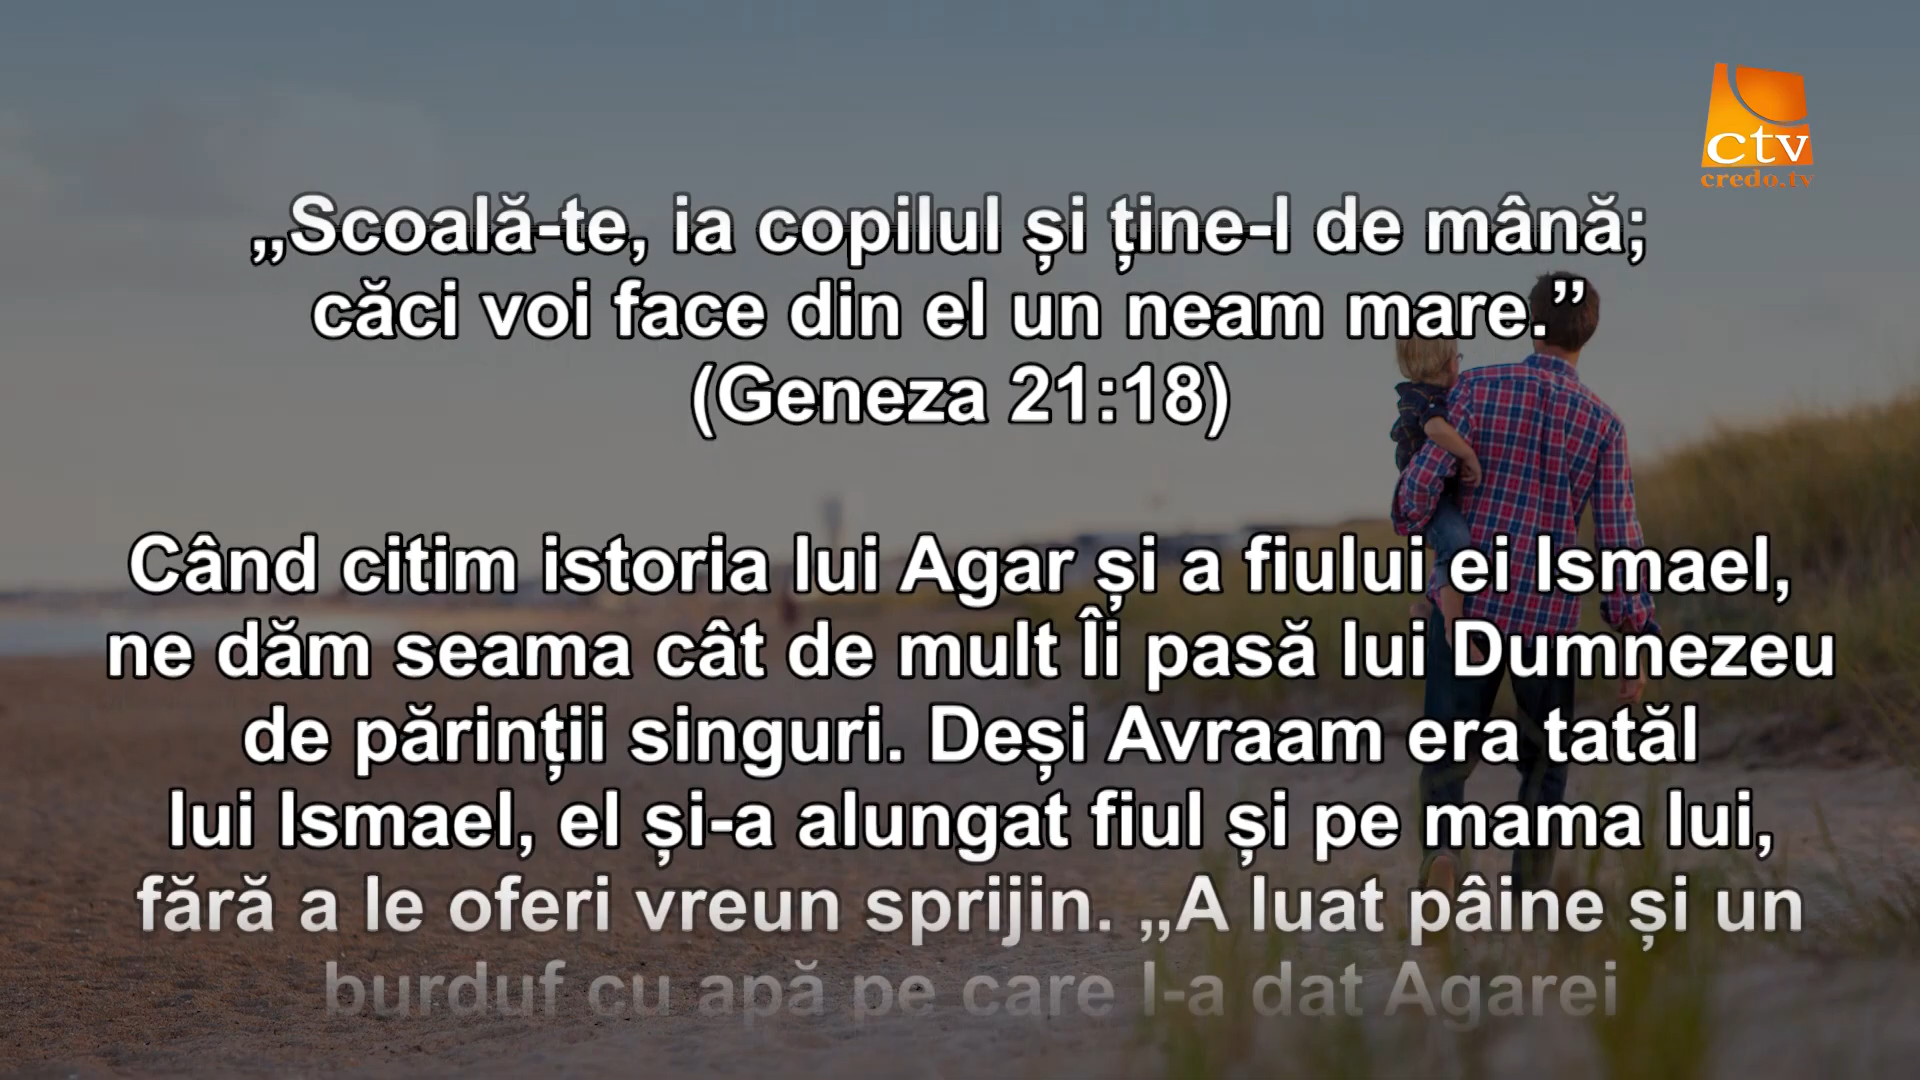 ctv
credo.tv
„Scoală-te, ia copilul și ține-l de mână;
căci voi face din el un neam mare.”
(Geneza 21:18)
Când citim istoria lui Agar și a fiului ei Ismael,
ne dăm seama cât de mult Îi pasă lui Dumnezeu
de părinții singuri. Deși Avraam era tatăl
lui Ismael, el și-a alungat fiul și pe mama lui,
fără a le oferi vreun sprijin. „A luat pâine și un
burduf cu apă pe care l-a dat Agarei